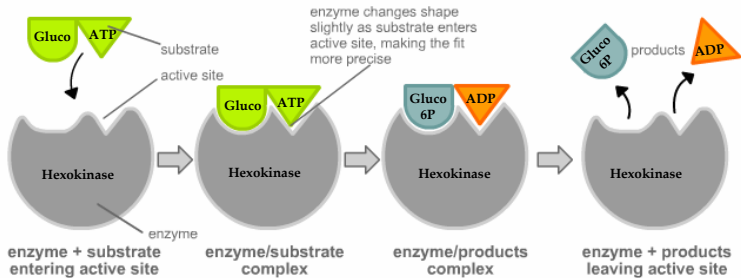 Gluco
ATP
substrate
active site
Hexokinase
enzyme
enzyme + substrate
entering active site
enzyme changes shape
slightly as substrate enters
active site, making the fit
more precise
Gluco
ATP
Hexokinase
enzyme/substrate
complex
Gluco
6P
ADP
Hexokinase
enzyme/products
complex
Gluco
6P
products
ADP
Hexokinase
enzyme + products
leaving active site